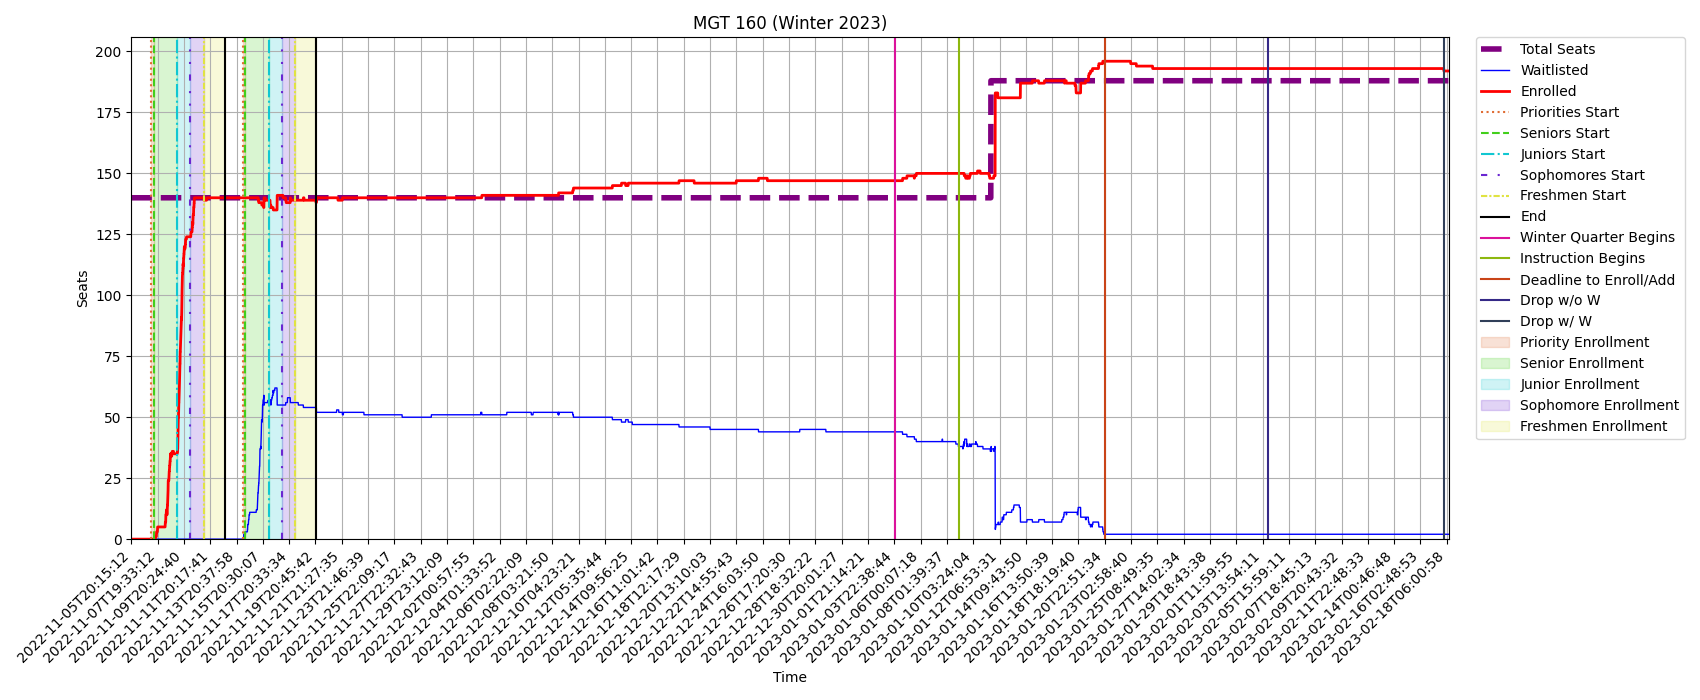 MGT 160 (Winter 2023)
Seats
200
175
150
125
100
75
50
25
0
2022-11-05T20:15:12
2022-11-07T19:33:12
2022-11-09T20:24:40
2022-11-11T20:17:41
2022-11-13T20:37:58
2022-11-15T20:30:07
2022-11-17T20:33:34
2022-11-19T20:45:42
2022-11-21T21:27:35
2022-11-23T21:46:39
2022-11-25T22:09:17
2022-11-27T22:32:43
2022-11-29T23:12:09
2022-12-02T00:57:55
2022-12-04T01:33:52
2022-12-06T02:22:09
2022-12-08T03:21:50
2022-12-10T04:23:21
2022-12-12T05:35:44
2022-12-14T09:56:25
2022-12-16T11:01:42
2022-12-18T12:17:29
2022-12-20T13:10:03
2022-12-22T14:55:43
2022-12-24T16:03:50
2022-12-26T17:20:30
2022-12-28T18:32:22
2022-12-30T20:01:27
2023-01-01T21:14:21
2023-01-03T22:38:44
2023-01-06T00:07:18
2023-01-08T01:39:37
2023-01-10T03:24:04
2023-01-12T06:53:31
2023-01-14T09:43:50
2023-01-16T13:50:39
2023-01-18T18:19:40
2023-01-20T22:51:34
2023-01-23T02:58:40
2023-01-25T08:49:35
2023-01-27T14:02:34
2023-01-29T18:43:38
2023-02-01T11:59:55
2023-02-03T13:54:11
2023-02-05T15:59:11
2023-02-07T18:45:13
2023-02-09T20:43:32
2023-02-11T22:48:33
2023-02-14T00:46:48
2023-02-16T02:48:53
2023-02-18T06:00:58
Time
Total Seats
Waitlisted
Enrolled
Priorities Start
Seniors Start
Juniors Start
Sophomores Start
Freshmen Start
End
Winter Quarter Begins
Instruction Begins
Deadline to Enroll/Add
Drop w/o W
Drop w/ W
Priority Enrollment
Senior Enrollment
Junior Enrollment
Sophomore Enrollment
Freshmen Enrollment